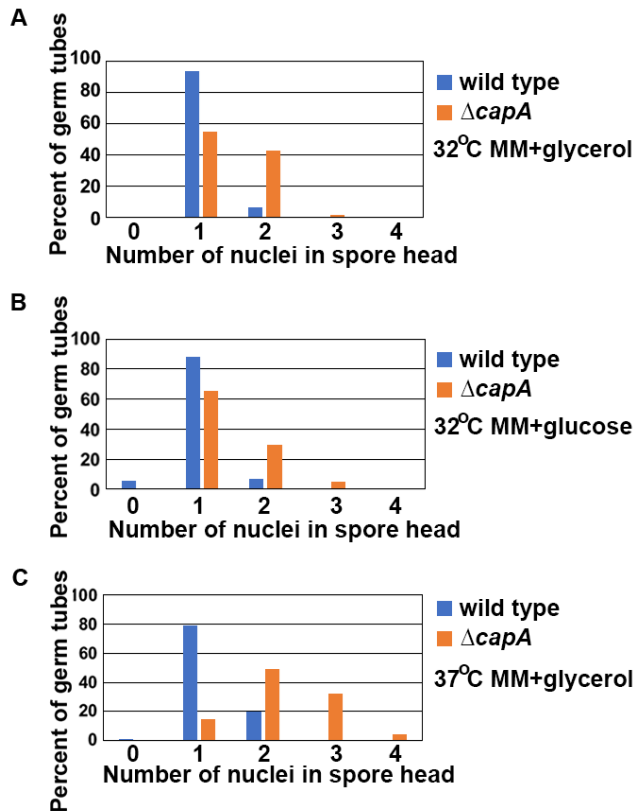 A
Percent of germ tubes
100
80
60
40
20
0
0 1 2 3 4
Number of nuclei in spore head
wild type
ΔcapA
32°C MM+glycerol
B
Percent of germ tubes
100
80
60
40
20
0
0 1 2 3 4
Number of nuclei in spore head
wild type
ΔcapA
32°C MM+glucose
C
Percent of germ tubes
100
80
60
40
20
0
0 1 2 3 4
Number of nuclei in spore head
wild type
ΔcapA
37°C MM+glycerol